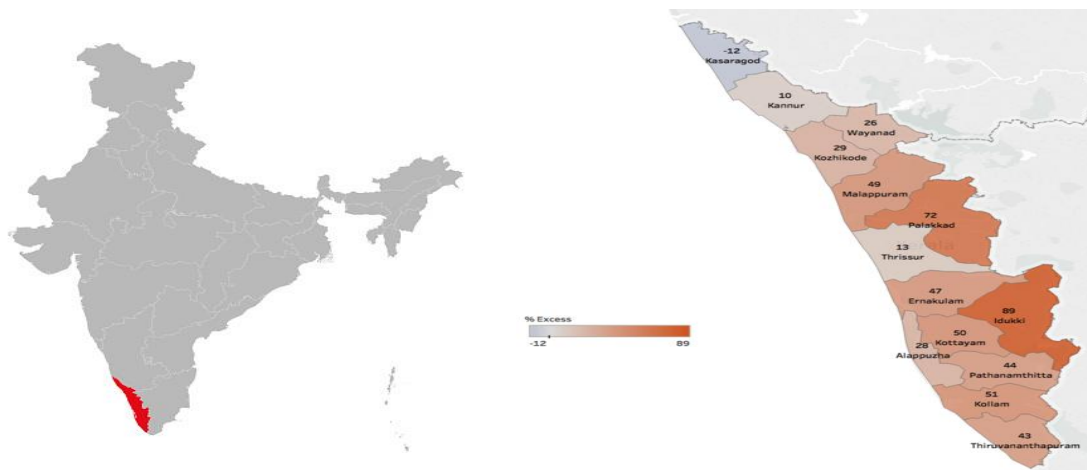 -12
Kasaragod
10
Kannur
26
Wayanad
29
Kozhikode
49
Malappuram
72
Palakkad
13
Thrissur
47
Ernakulam
89
Idukki
50
Kottayam
28
Alappuzha
44
Pathanamthitta
51
Kollam
43
Thiruvananthapuram
% Excess
-12 89